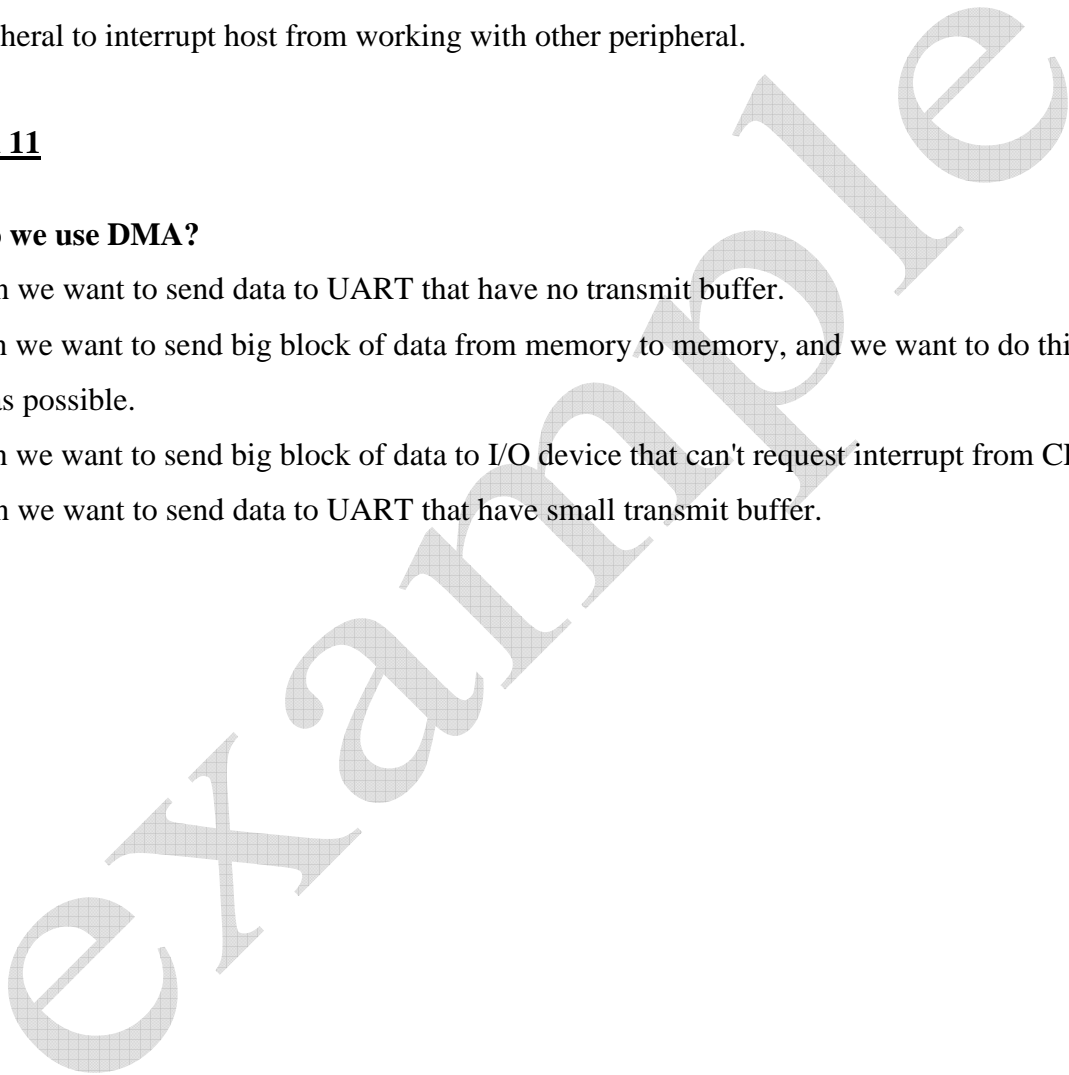 heral to interrupt host from working with other peripheral.
11
we use DMA?
n we want to send data to UART that have no transmit buffer.
n we want to send big block of data from memory to memory, and we want to do thi
s possible.
n we want to send big block of data to I/O device that can't request interrupt from C
n we want to send data to UART that have small transmit buffer.
example